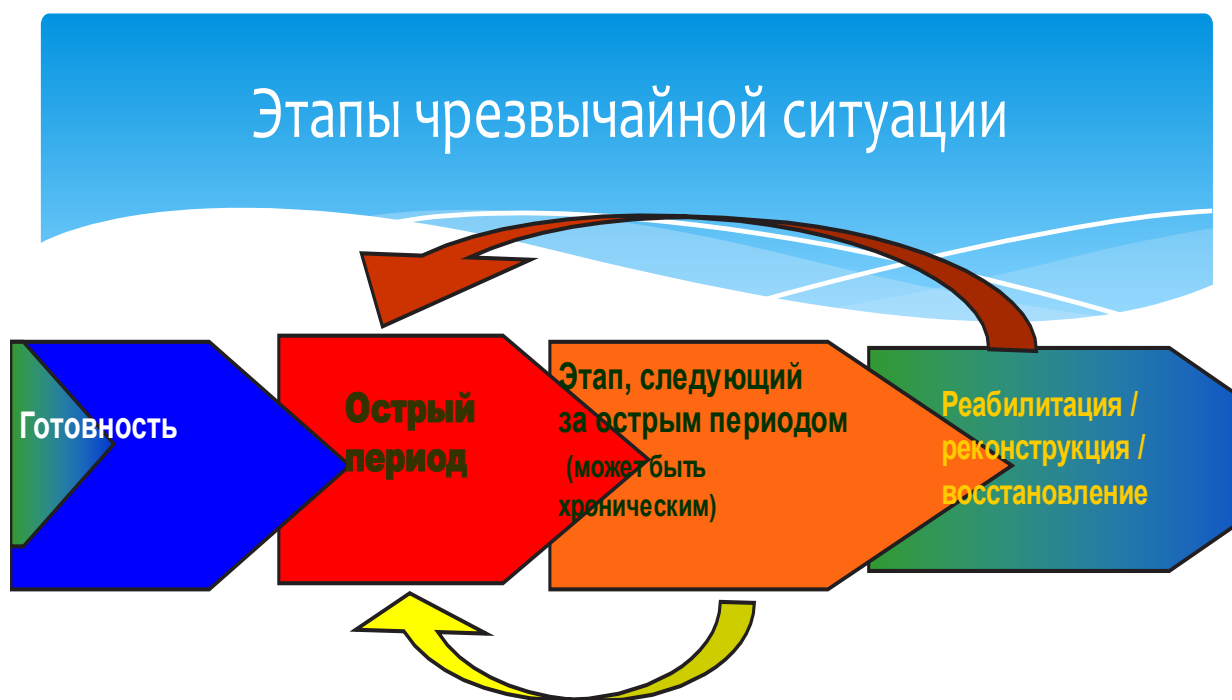 Этапы чрезвычайной ситуации
Готовность
Острый
период
Этап, следующий
за острым периодом
(может быть
хроническим)
Реабилитация /
реконструкция /
восстановление